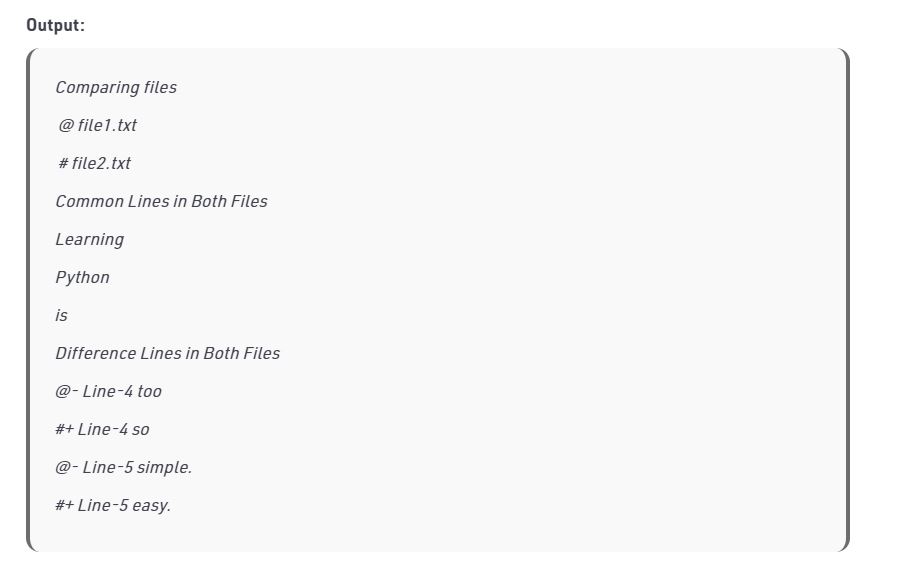 Output:
Comparing files
@ file1.txt
# file2.txt
Common Lines in Both Files
Learning
Python
is
Difference Lines in Both Files
@- Line-4 too
#+ Line-4 so
@- Line-5 simple.
#+ Line-5 easy.